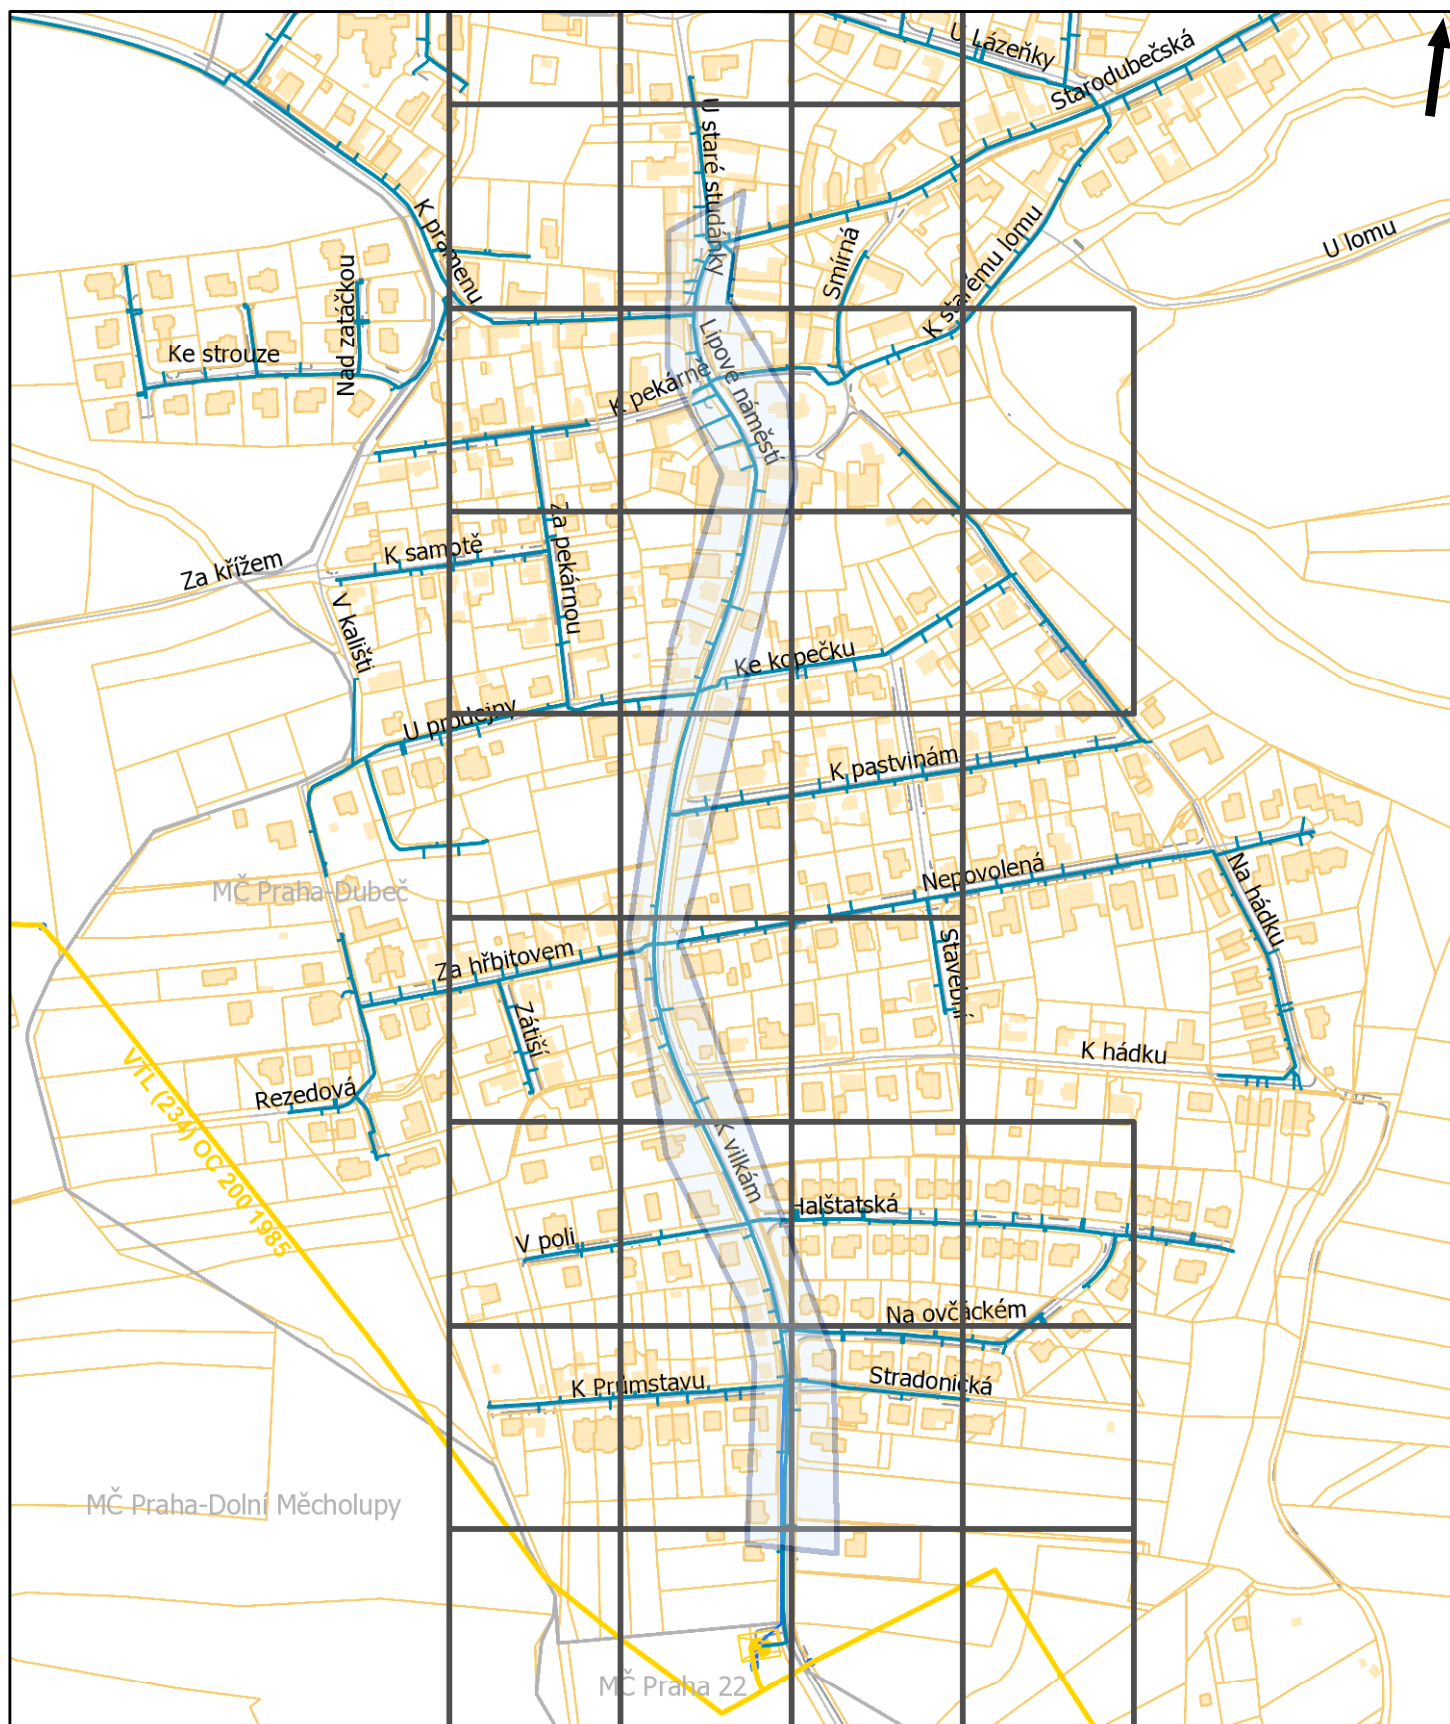 U Lázeňky
Starodubečská
U staré studánky
K pramenu
Smírná
K starému lomu
U lomu
Nad zatáčkou
Ke strouze
Lipové náměstí
K pekárně
Za pekárnou
K samotě
Za křížem
V kališti
Ke kopečku
U prodejny
K pastvinám
Nepovolená
Na hádku
MČ Praha-Dubeč
Stavební
Za hřbitovem
Zátiší
K hádku
Rezedová
VTL (234) OC 200 1985
K vilkám
Halštatská
V poli
Na ovčáckém
K Průmstavu
Stradonická
MČ Praha-Dolní Měcholupy
MČ Praha 22